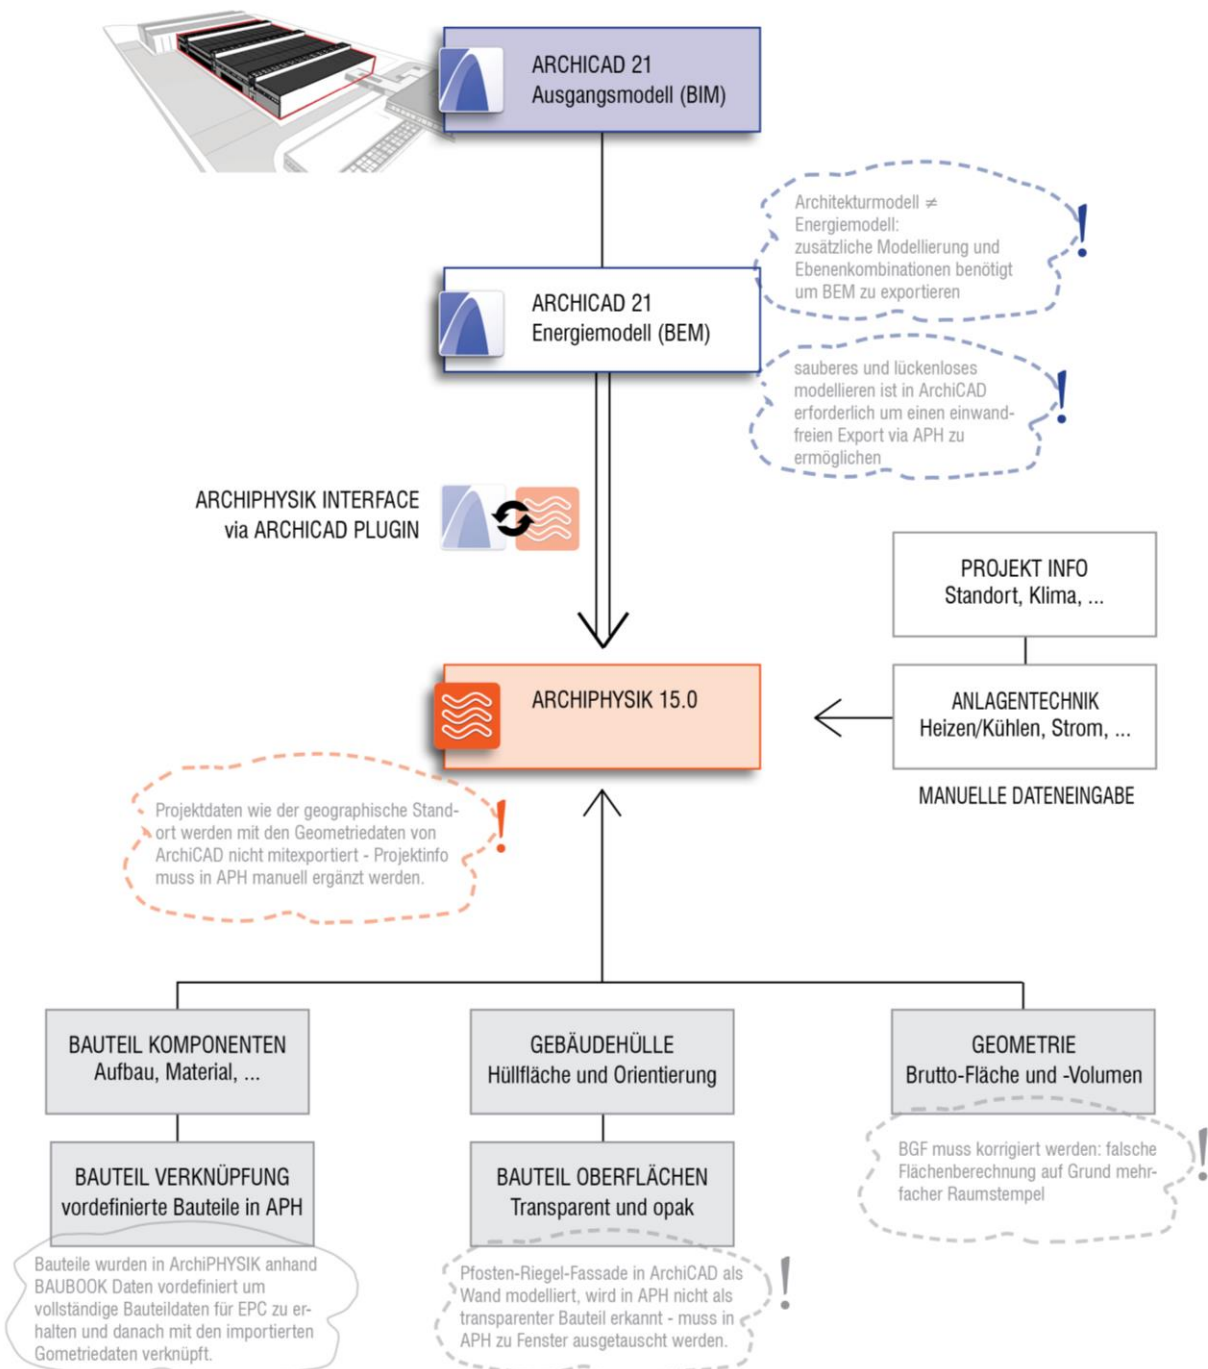 ARCHICAD 21
Ausgangsmodell (BIM)
Architekturmodell ≠
Energiemodell:
zusätzliche Modellierung und
Ebenenkombinationen benötigt
um BEM zu exportieren
!
ARCHICAD 21
Energiemodell (BEM)
sauberes und lückenloses
modellieren ist in ArchiCAD
erforderlich um einen einwand-
freien Export via APH zu
ermöglichen
!
ARCHIPHYSIK INTERFACE
via ARCHICAD PLUGIN
PROJEKT INFO
Standort, Klima, ...
ARCHIPHYSIK 15.0
ANLAGENTECHNIK
Heizen/Kühlen, Strom, ...
MANUELLE DATENEINGABE
Projektdaten wie der geographische Stand-
ort werden mit den Geometriedaten von
ArchiCAD nicht mitexportiert - Projektinfo
muss in APH manuell ergänzt werden.
!
BAUTEIL KOMPONENTEN
Aufbau, Material, ...
GEBÄUDEHÜLLE
Hüllfläche und Orientierung
GEOMETRIE
Brutto-Fläche und -Volumen
BAUTEIL VERKNÜPFUNG
vordefinierte Bauteile in APH
BAUTEIL OBERFLÄCHEN
Transparent und opak
BGF muss korrigiert werden: falsche
Flächenberechnung auf Grund mehr-
facher Raumstempel
!
Bauteile wurden in ArchiPHYSIK anhand
BAUBOOK Daten vordefiniert um
vollständige Bauteildaten für EPC zu er-
halten und danach mit den importierten
Gometriedaten verknüpft.
Pfosten-Riegel-Fassade in ArchiCAD als
Wand modelliert, wird in APH nicht als
transparenter Bauteil erkannt - muss in
APH zu Fenster ausgetauscht werden.
!